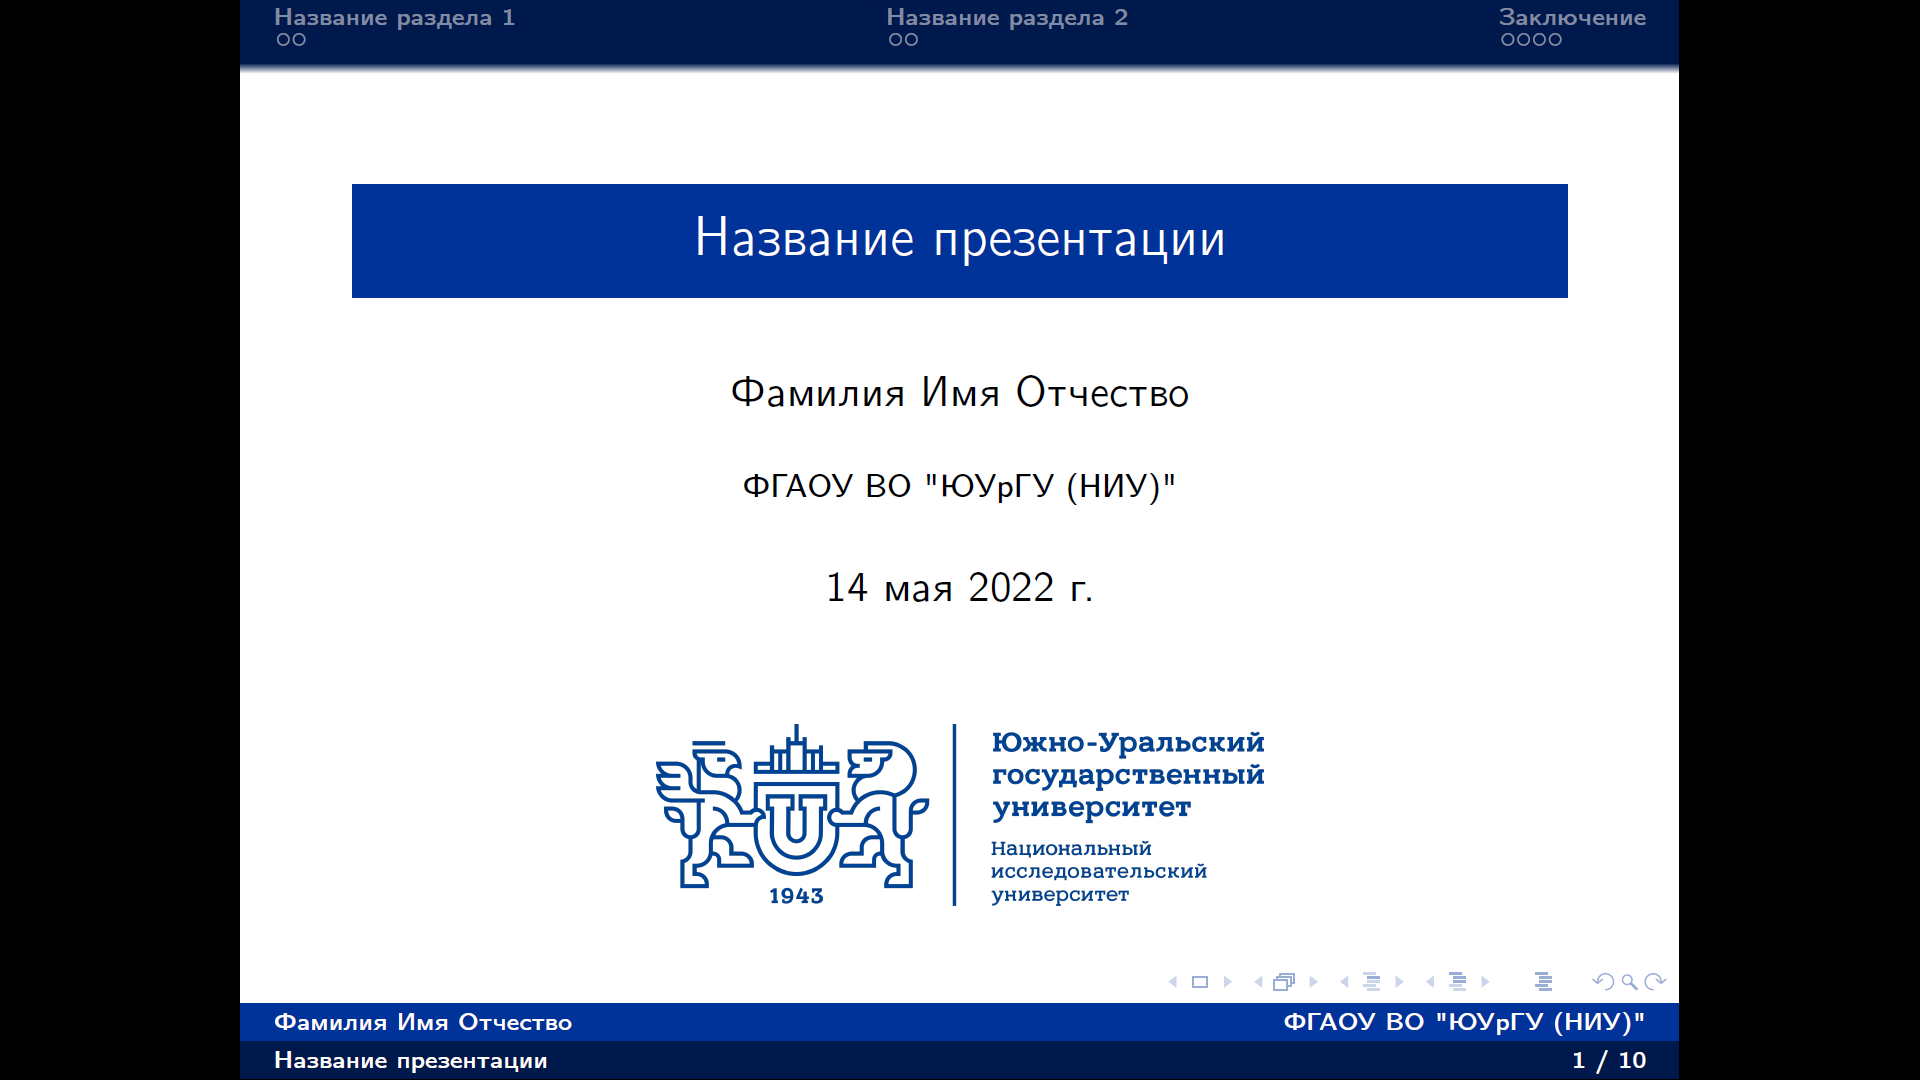 Название раздела 1
Название раздела 2
Заключение
Название презентации
Фамилия Имя Отчество
ФГАОУ ВО "ЮУрГУ (НИУ)"
14 мая 2022 г.
1943
Южно-Уральский
государственный
университет
Национальный
исследовательский
университет
Фамилия Имя Отчество
ФГАОУ ВО "ЮУрГУ (НИУ)"
Название презентации
1 / 10